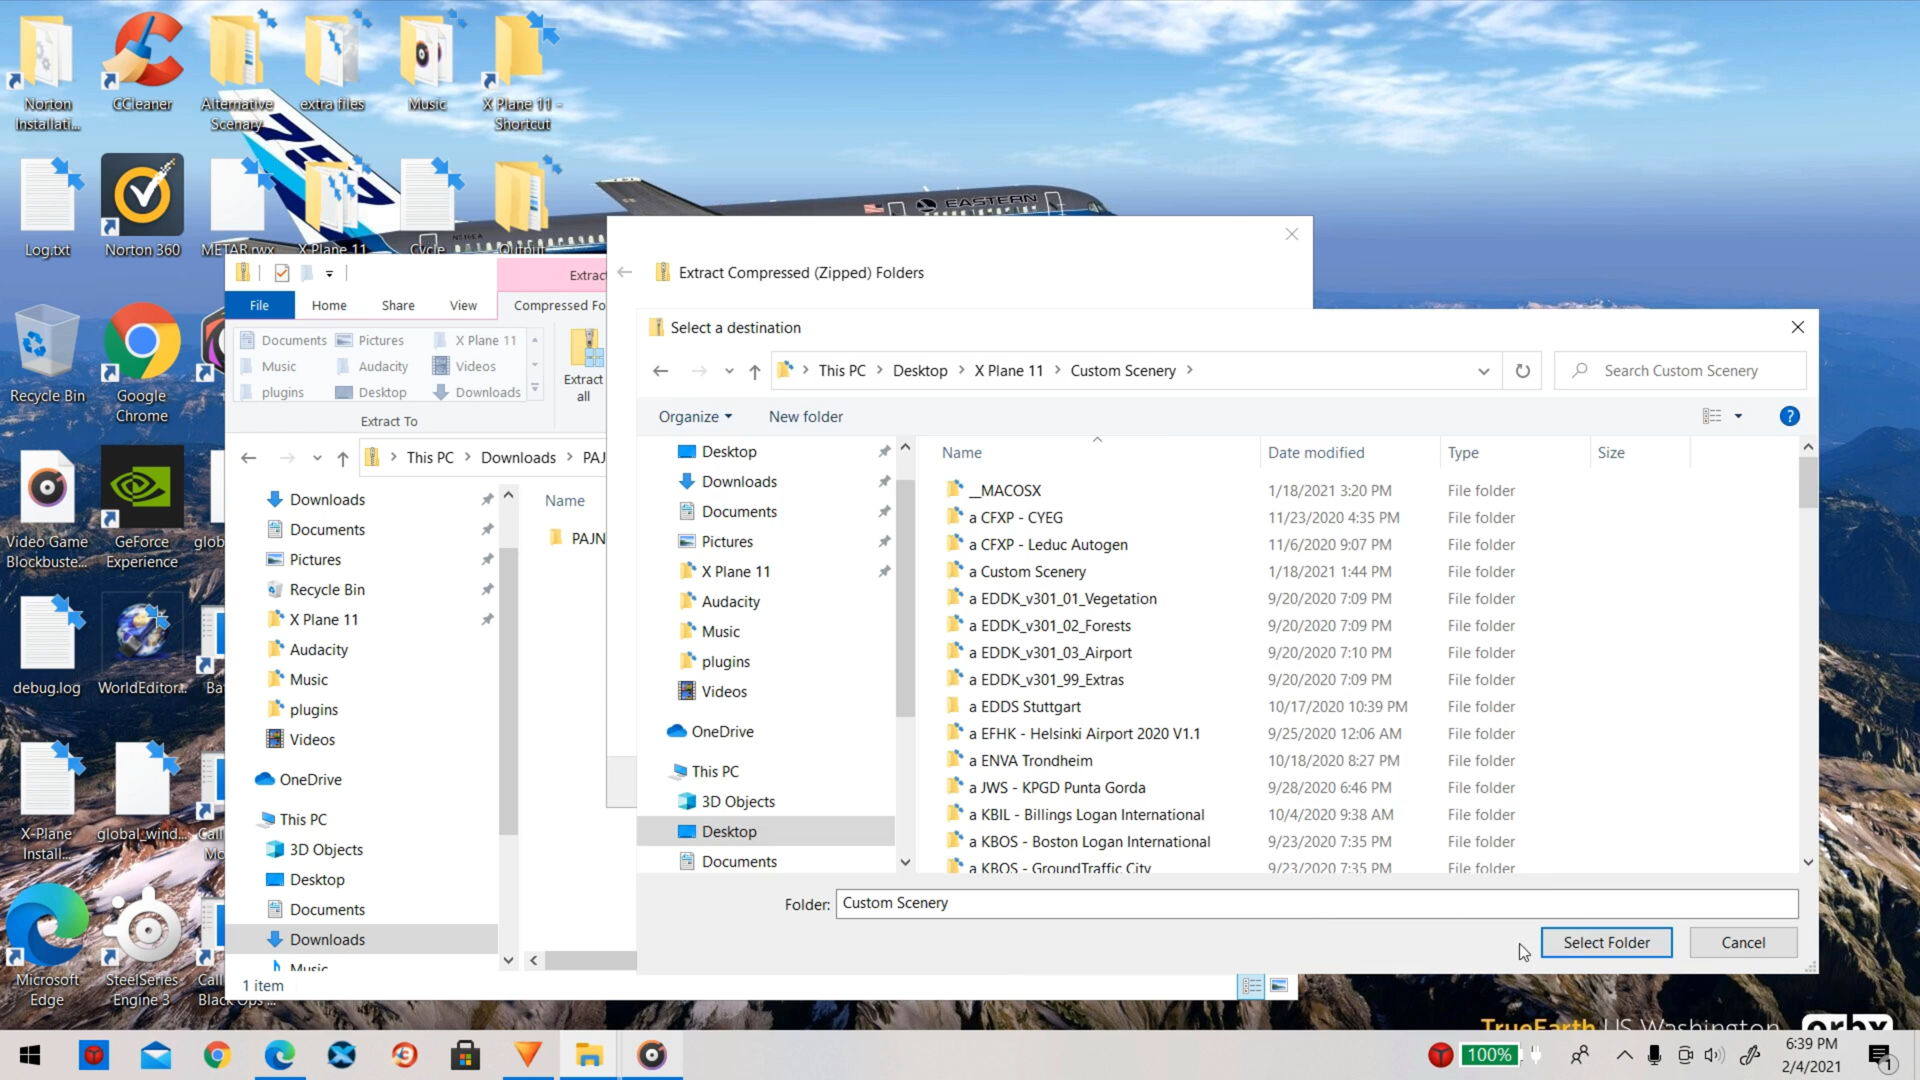 Norton
Installati...
CCleaner
Alternative
Scenary
extra files
Music
X Plane 11 -
Shortcut
EASTERN
Log.txt
Norton 360
METAR.rwx
X Plane 11
Cycle
Output
Recycle Bin
Google
Chrome
Video Game
Blockbuste...
GeForce
Experience
glob
debug.log
WorldEditor...
Ba
X-Plane
Install...
global_wind...
Call
Mo
Microsoft
Edge
SteelSeries
Engine 3
Call
Black Ops ...
Extract
File
Home
Share
View
Compressed Fo
Documents
Pictures
X Plane 11
Music
Audacity
Videos
plugins
Desktop
Downloads
Extract
all
Extract To
This PC
Downloads
PAJ
Downloads
Documents
Pictures
Recycle Bin
X Plane 11
Audacity
Music
plugins
Videos
OneDrive
This PC
3D Objects
Desktop
Documents
Downloads
Music
Name
PAJN
1 item
Extract Compressed (Zipped) Folders
Select a destination
This PC
Desktop
X Plane 11
Custom Scenery
Search Custom Scenery
Organize
New folder
?
Desktop
Downloads
Documents
Pictures
X Plane 11
Audacity
Music
plugins
Videos
OneDrive
This PC
3D Objects
Desktop
Documents
Name Date modified Type Size
__MACOSX 1/18/2021 3:20 PM File folder
a CFXP - CYEG 11/23/2020 4:35 PM File folder
a CFXP - Leduc Autogen 11/6/2020 9:07 PM File folder
a Custom Scenery 1/18/2021 1:44 PM File folder
a EDDK_v301_01_Vegetation 9/20/2020 7:09 PM File folder
a EDDK_v301_02_Forests 9/20/2020 7:09 PM File folder
a EDDK_v301_03_Airport 9/20/2020 7:10 PM File folder
a EDDK_v301_99_Extras 9/20/2020 7:09 PM File folder
a EDDS Stuttgart 10/17/2020 10:39 PM File folder
a EFHK - Helsinki Airport 2020 V1.1 9/25/2020 12:06 AM File folder
a ENVA Trondheim 10/18/2020 8:27 PM File folder
a JWS - KPGD Punta Gorda 9/28/2020 6:46 PM File folder
a KBIL - Billings Logan International 10/4/2020 9:38 AM File folder
a KBOS - Boston Logan International 9/23/2020 7:35 PM File folder
a KBOS - GroundTraffic City 9/23/2020 7:35 PM File folder
Folder: Custom Scenery
Select Folder
Cancel
TrueEarth US Washington orbx
100%
6:39 PM
2/4/2021
1